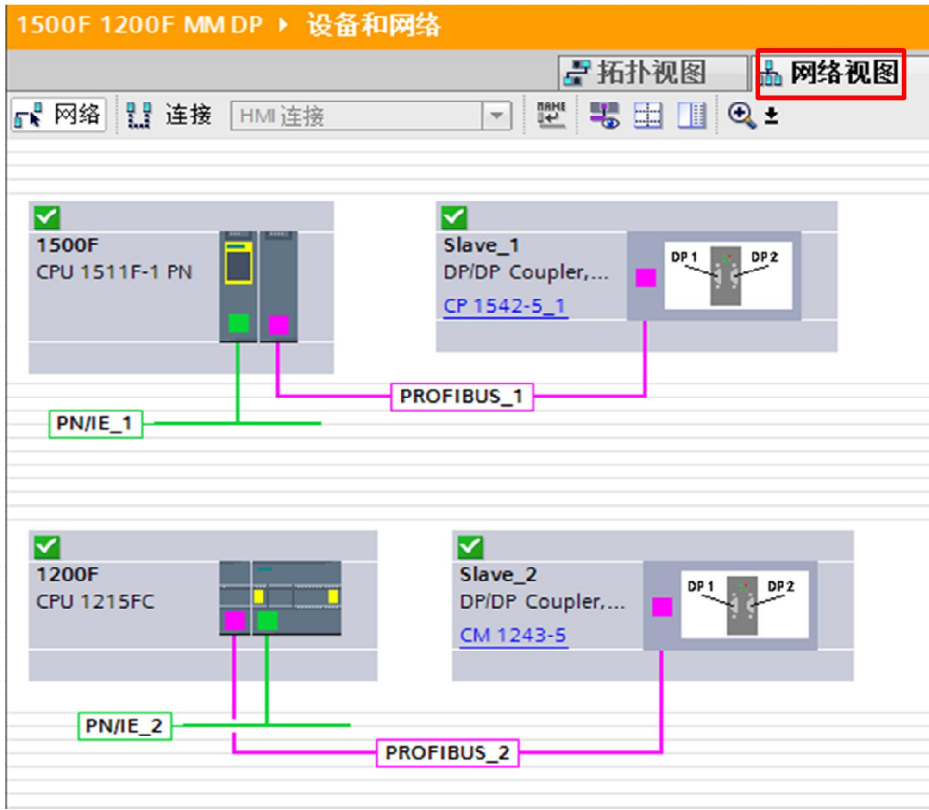 1500F 1200F MM DP ▸ 设备和网络
拓扑视图 网络视图
网络 连接 HMI 连接
1500F
CPU 1511F-1 PN
Slave_1
DP/DP Coupler,...
CP 1542-5_1
DP 1 DP 2
PROFIBUS_1
PN/IE_1
1200F
CPU 1215FC
Slave_2
DP/DP Coupler,...
CM 1243-5
DP 1 DP 2
PN/IE_2
PROFIBUS_2